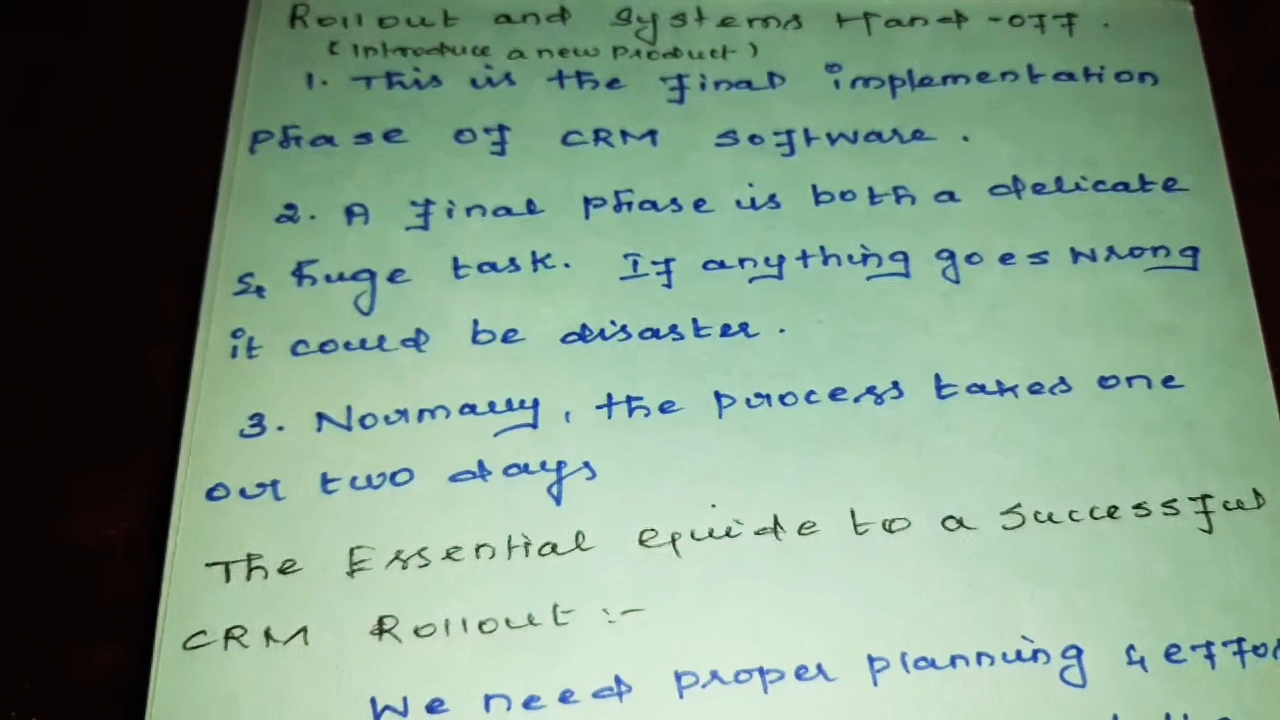 Rollout and Systems Hand-off.
(Introduce a new product)
1. This is the final implementation
phase of CRM software.
2. A final phase is both a delicate
& huge task. If anything goes wrong
it could be disaster.
3. Normally, the process takes one
or two days
The Essential guide to a successful
CRM Rollout :-
We need proper planning &